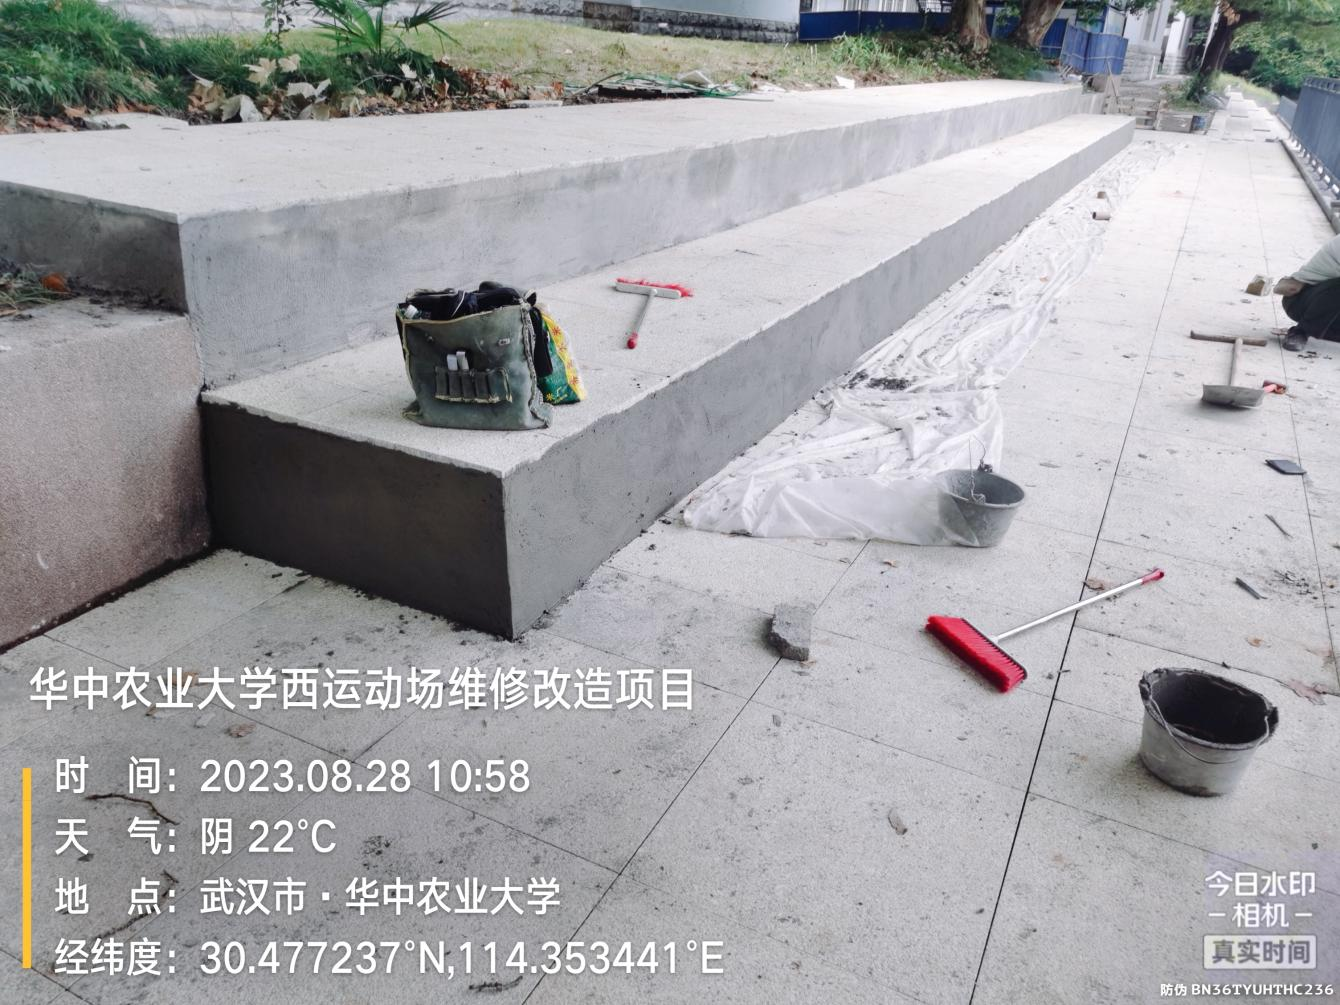 华中农业大学西运动场维修改造项目
时 间：2023.08.28 10:58
天 气：阴 22°C
地 点：武汉市·华中农业大学
经纬度：30.477237°N,114.353441°E
今日水印
-相机-
真实时间
防伪 BN36TYUHTHC236